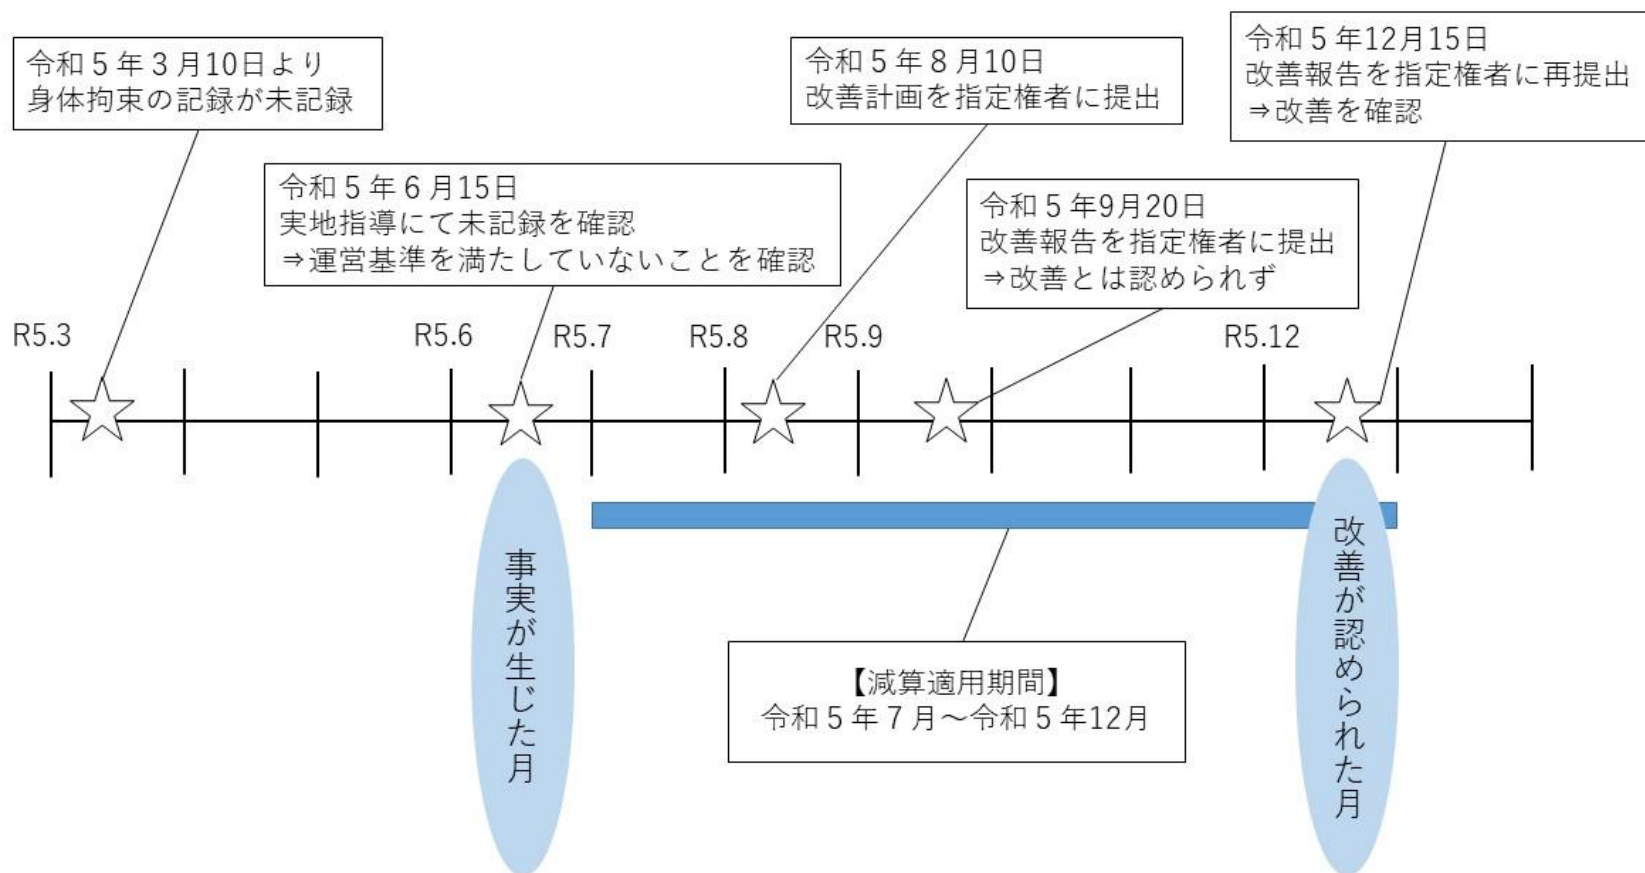 令和５年３月10日より
身体拘束の記録が未記録
令和５年６月15日
実地指導にて未記録を確認
⇒運営基準を満たしていないことを確認
令和５年８月10日
改善計画を指定権者に提出
令和５年9月20日
改善報告を指定権者に提出
⇒改善とは認められず
令和５年12月15日
改善報告を指定権者に再提出
⇒改善を確認
R5.3
R5.6
R5.7
R5.8
R5.9
R5.12
事実が生じた月
改善が認められた月
【減算適用期間】
令和５年７月～令和５年12月